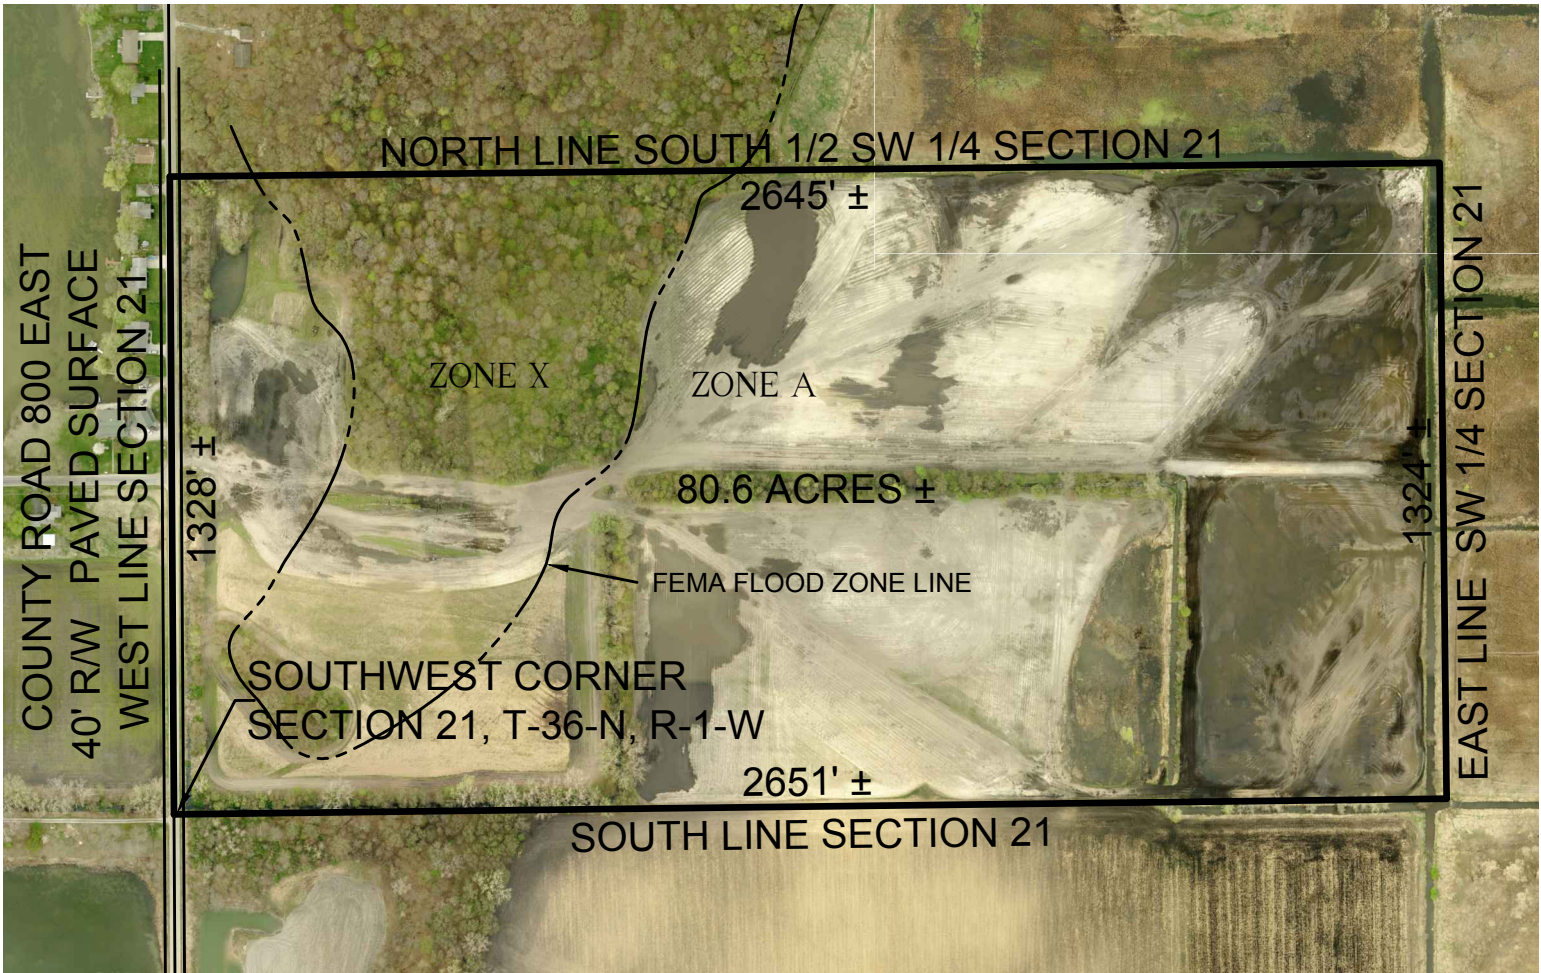 NORTH LINE SOUTH 1/2 SW 1/4 SECTION 21
2645' ±
COUNTY ROAD 800 EAST
40' R/W  PAVED SURFACE
WEST LINE SECTION 21
1328' ±
ZONE X
ZONE A
80.6 ACRES ±
FEMA FLOOD ZONE LINE
1324' ±
EAST LINE SW 1/4 SECTION 21
SOUTHWEST CORNER
SECTION 21, T-36-N, R-1-W
2651' ±
SOUTH LINE SECTION 21